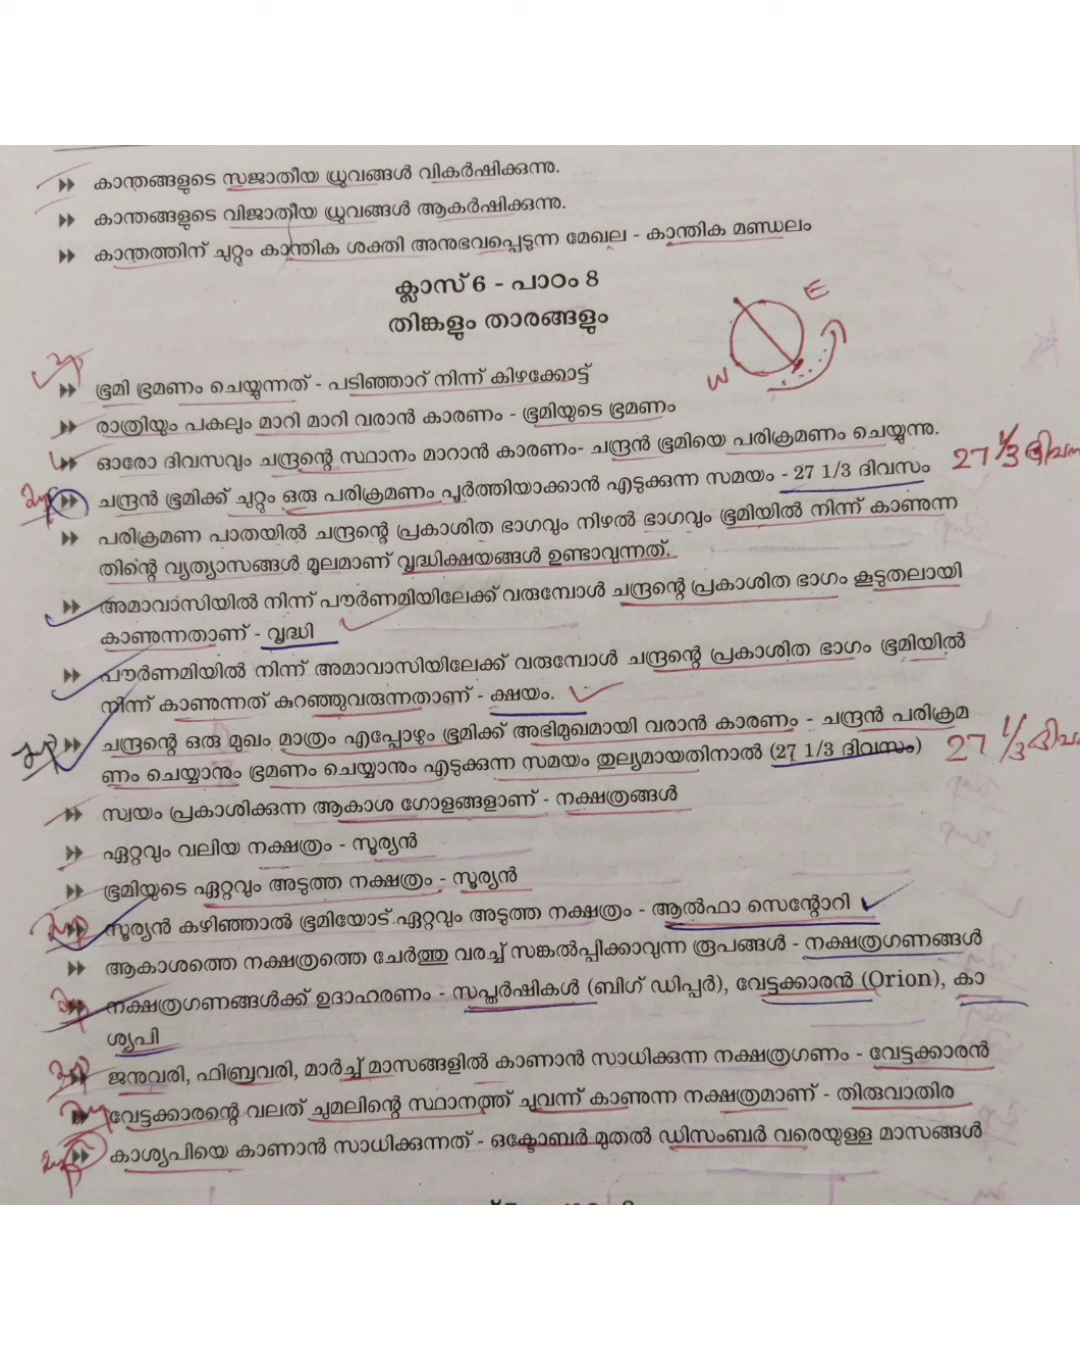 കാന്തങ്ങളുടെ സജാതീയ ധ്രുവങ്ങൾ വികർഷിക്കുന്നു.
കാന്തങ്ങളുടെ വിജാതീയ ധ്രുവങ്ങൾ ആകർഷിക്കുന്നു.
കാന്തത്തിന് ചുറ്റും കാന്തിക ശക്തി അനുഭവപ്പെടുന്ന മേഖല - കാന്തിക മണ്ഡലം
ക്ലാസ് 6 - പാഠം 8
തിങ്കളും താരങ്ങളും
E
W
ഭൂമി ഭ്രമണം ചെയ്യുന്നത് - പടിഞ്ഞാറ് നിന്ന് കിഴക്കോട്ട്
രാത്രിയും പകലും മാറി മാറി വരാൻ കാരണം - ഭൂമിയുടെ ഭ്രമണം
ഓരോ ദിവസവും ചന്ദ്രന്റെ സ്ഥാനം മാറാൻ കാരണം- ചന്ദ്രൻ ഭൂമിയെ പരിക്രമണം ചെയ്യുന്നു.
ചന്ദ്രൻ ഭൂമിക്ക് ചുറ്റും ഒരു പരിക്രമണം പൂർത്തിയാക്കാൻ എടുക്കുന്ന സമയം - 27 1/3 ദിവസം 27 1/3
പരിക്രമണ പാതയിൽ ചന്ദ്രന്റെ പ്രകാശിത ഭാഗവും നിഴൽ ഭാഗവും ഭൂമിയിൽ നിന്ന് കാണുന്ന
തിന്റെ വ്യത്യാസങ്ങൾ മൂലമാണ് വൃദ്ധിക്ഷയങ്ങൾ ഉണ്ടാവുന്നത്.
അമാവാസിയിൽ നിന്ന് പൗർണമിയിലേക്ക് വരുമ്പോൾ ചന്ദ്രന്റെ പ്രകാശിത ഭാഗം കൂടുതലായി
കാണുന്നതാണ് - വൃദ്ധി
പൗർണമിയിൽ നിന്ന് അമാവാസിയിലേക്ക് വരുമ്പോൾ ചന്ദ്രന്റെ പ്രകാശിത ഭാഗം ഭൂമിയിൽ
നിന്ന് കാണുന്നത് കുറഞ്ഞുവരുന്നതാണ് - ക്ഷയം.
ചന്ദ്രന്റെ ഒരു മുഖം മാത്രം എപ്പോഴും ഭൂമിക്ക് അഭിമുഖമായി വരാൻ കാരണം - ചന്ദ്രൻ പരിക്രമ
ണം ചെയ്യാനും ഭ്രമണം ചെയ്യാനും എടുക്കുന്ന സമയം തുല്യമായതിനാൽ (27 1/3 ദിവസം) 27 1/3
സ്വയം പ്രകാശിക്കുന്ന ആകാശ ഗോളങ്ങളാണ് - നക്ഷത്രങ്ങൾ
ഏറ്റവും വലിയ നക്ഷത്രം - സൂര്യൻ
ഭൂമിയുടെ ഏറ്റവും അടുത്ത നക്ഷത്രം - സൂര്യൻ
സൂര്യൻ കഴിഞ്ഞാൽ ഭൂമിയോട് ഏറ്റവും അടുത്ത നക്ഷത്രം - ആൽഫാ സെന്റോറി
ആകാശത്തെ നക്ഷത്രത്തെ ചേർത്തു വരച്ച് സങ്കൽപ്പിക്കാവുന്ന രൂപങ്ങൾ - നക്ഷത്രഗണങ്ങൾ
നക്ഷത്രഗണങ്ങൾക്ക് ഉദാഹരണം - സപ്തർഷികൾ (ബിഗ് ഡിപ്പർ), വേട്ടക്കാരൻ (Orion), കാ
ശ്യപി
ജനുവരി, ഫിബ്രവരി, മാർച്ച് മാസങ്ങളിൽ കാണാൻ സാധിക്കുന്ന നക്ഷത്രഗണം - വേട്ടക്കാരൻ
വേട്ടക്കാരന്റെ വലത് ചുമലിന്റെ സ്ഥാനത്ത് ചുവന്ന് കാണുന്ന നക്ഷത്രമാണ് - തിരുവാതിര
കാശ്യപിയെ കാണാൻ സാധിക്കുന്നത് - ഒക്ടോബർ മുതൽ ഡിസംബർ വരെയുള്ള മാസങ്ങൾ